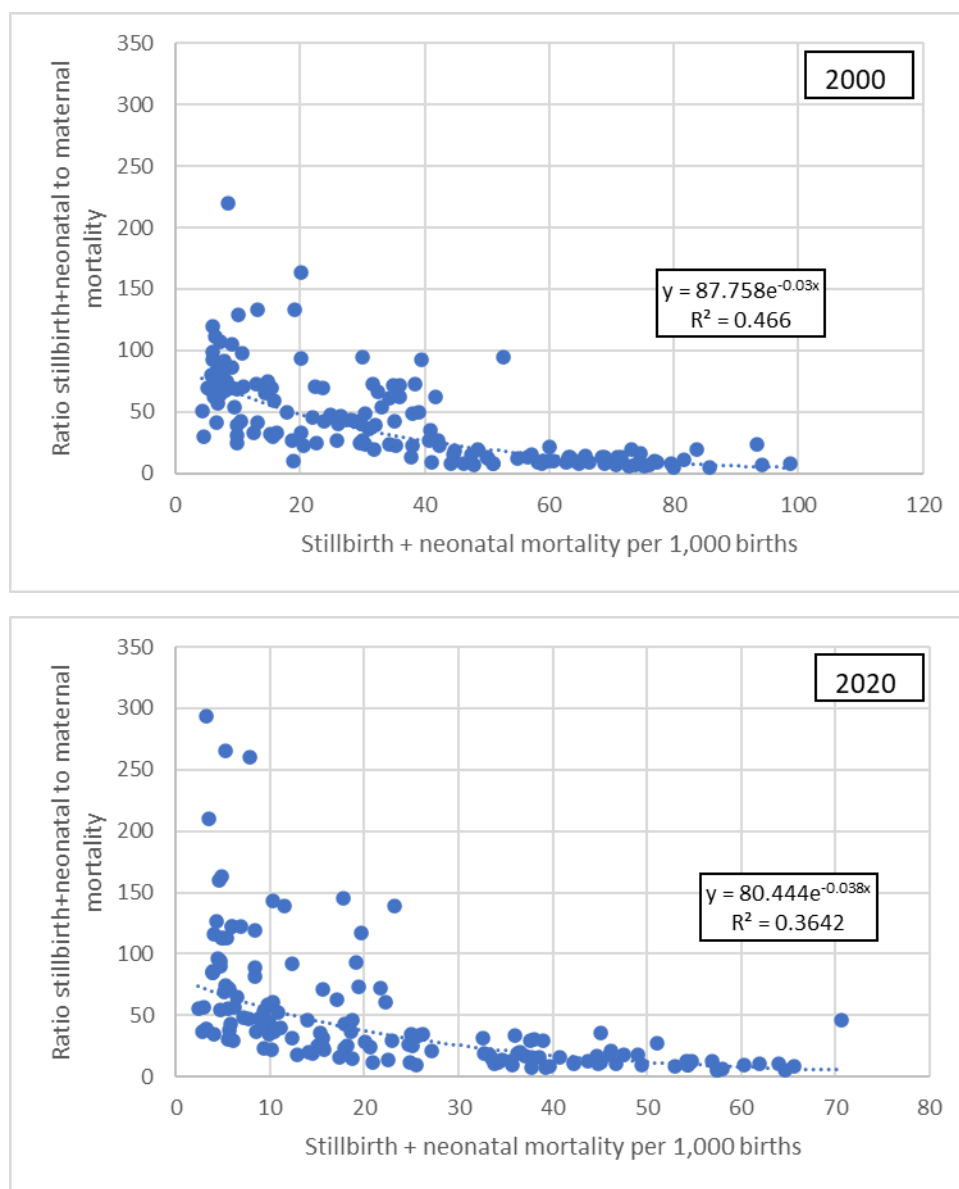 350
300
250
200
150
100
50
0
Ratio stillbirth+neonatal to maternal
mortality
2000
y = 87.758e^-0.03x
R² = 0.466
0 20 40 60 80 100 120
Stillbirth + neonatal mortality per 1,000 births
350
300
250
200
150
100
50
0
Ratio stillbirth+neonatal to maternal
mortality
2020
y = 80.444e^-0.038x
R² = 0.3642
0 10 20 30 40 50 60 70 80
Stillbirth + neonatal mortality per 1,000 births